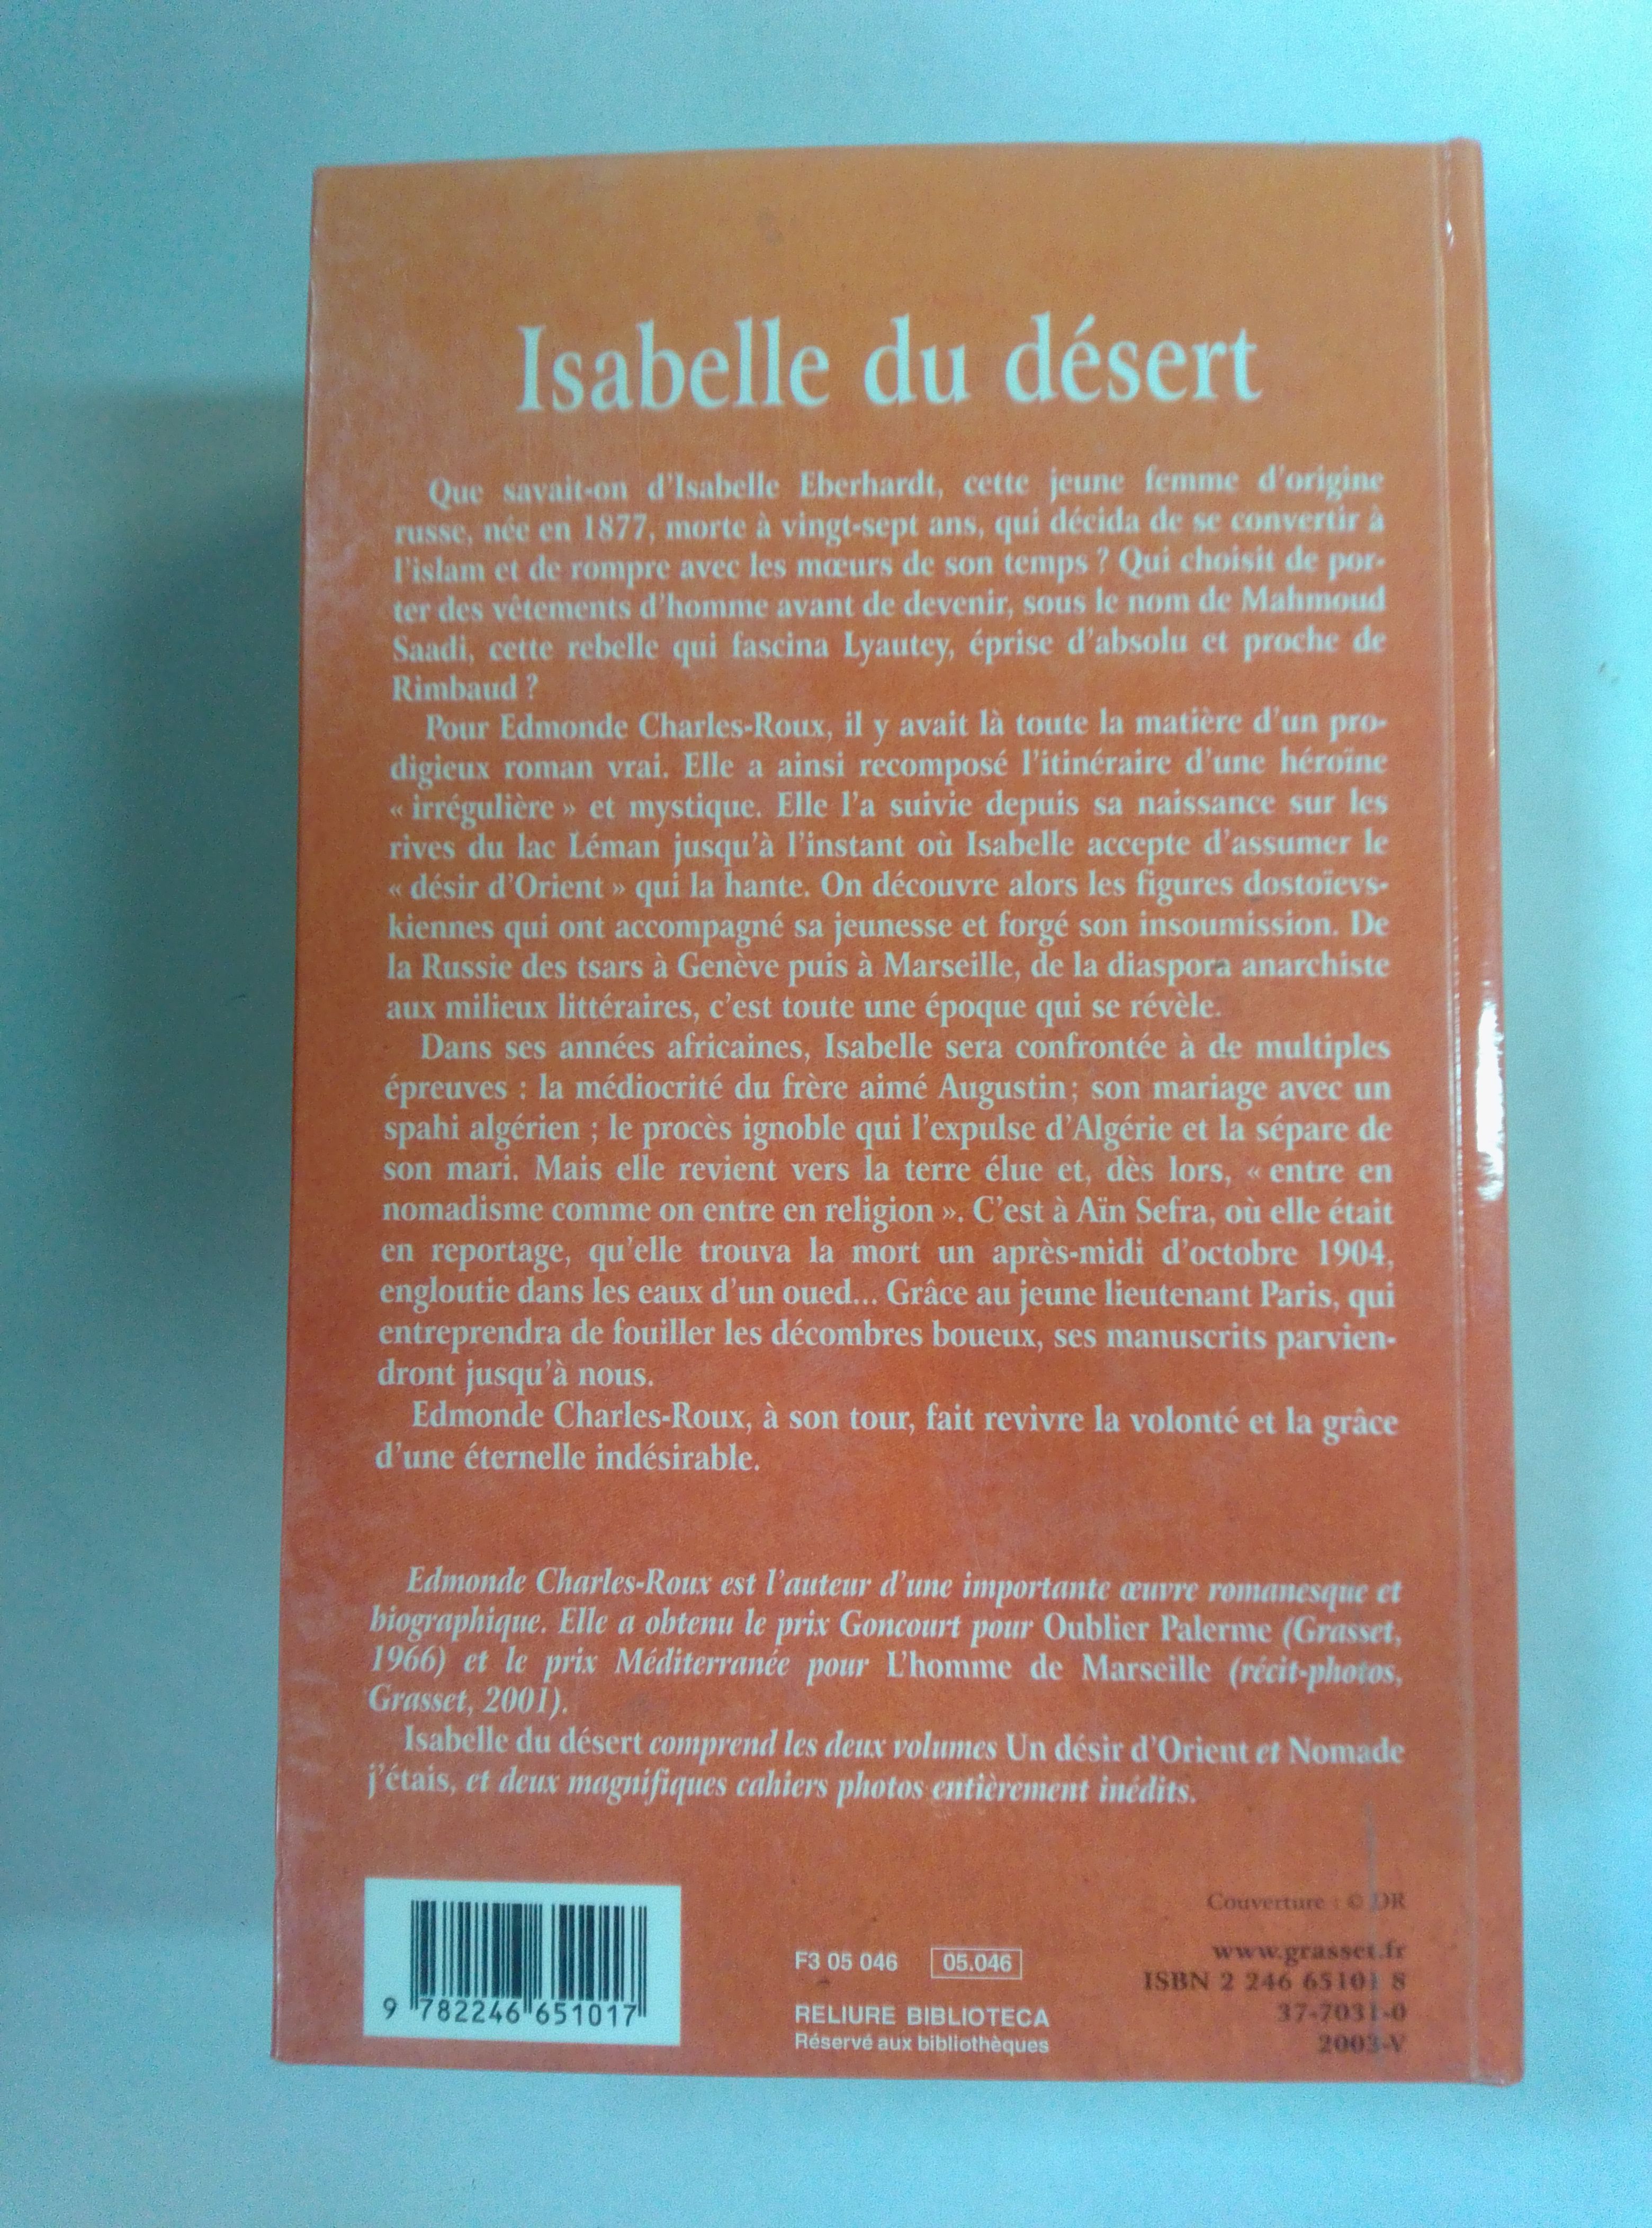 Isabelle du désert
Que savait-on d'Isabelle Eberhardt, cette jeune femme d'origine
russe, née en 1877, morte à vingt-sept ans, qui décida de se convertir à
l'islam et de rompre avec les mœurs de son temps ? Qui choisit de por-
ter des vêtements d'homme avant de devenir, sous le nom de Mahmoud
Saadi, cette rebelle qui fascina Lyautey, éprise d'absolu et proche de
Rimbaud ?
Pour Edmonde Charles-Roux, il y avait là toute la matière d'un pro-
digieux roman vrai. Elle a ainsi recomposé l'itinéraire d'une héroïne
« irrégulière » et mystique. Elle l'a suivie depuis sa naissance sur les
rives du lac Léman jusqu'à l'instant où Isabelle accepte d'assumer le
« désir d'Orient » qui la hante. On découvre alors les figures dostoïevs-
kiennes qui ont accompagné sa jeunesse et forgé son insoumission. De
la Russie des tsars à Genève puis à Marseille, de la diaspora anarchiste
aux milieux littéraires, c'est toute une époque qui se révèle.
Dans ses années africaines, Isabelle sera confrontée à de multiples
épreuves : la médiocrité du frère aimé Augustin ; son mariage avec un
spahi algérien ; le procès ignoble qui l'expulse d'Algérie et la sépare de
son mari. Mais elle revient vers la terre élue et, dès lors, « entre en
nomadisme comme on entre en religion ». C'est à Aïn Sefra, où elle était
en reportage, qu'elle trouva la mort un après-midi d'octobre 1904,
engloutie dans les eaux d'un oued... Grâce au jeune lieutenant Paris, qui
entreprendra de fouiller les décombres boueux, ses manuscrits parvien-
dront jusqu'à nous.
Edmonde Charles-Roux, à son tour, fait revivre la volonté et la grâce
d'une éternelle indésirable.
Edmonde Charles-Roux est l'auteur d'une importante œuvre romanesque et
biographique. Elle a obtenu le prix Goncourt pour Oublier Palerme (Grasset,
1966) et le prix Méditerranée pour L'homme de Marseille (récit-photos,
Grasset, 2001).
Isabelle du désert comprend les deux volumes Un désir d'Orient et Nomade
j'étais, et deux magnifiques cahiers photos entièrement inédits.
Couverture : © DR
www.grasset.fr
ISBN 2 246 65101 8
37-7031-0
2003-V
F3 05 046 05.046
RELIURE BIBLIOTECA
Réservé aux bibliothèques
9 782246 651017